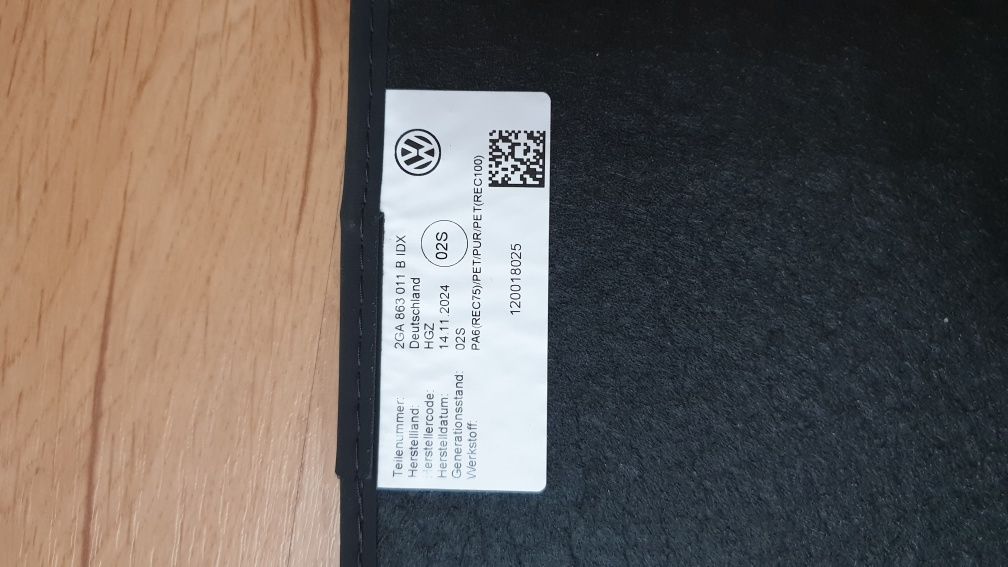 Teilenummer: 2GA 863 011 B IDX
Herstelland: Deutschland
Herstellercode: HGZ
Herstelldatum: 14.11.2024
Generationsstand: 02S
Werkstoff: PA6(REC75)/PET/PUR/PET(REC100)
02S
120018025